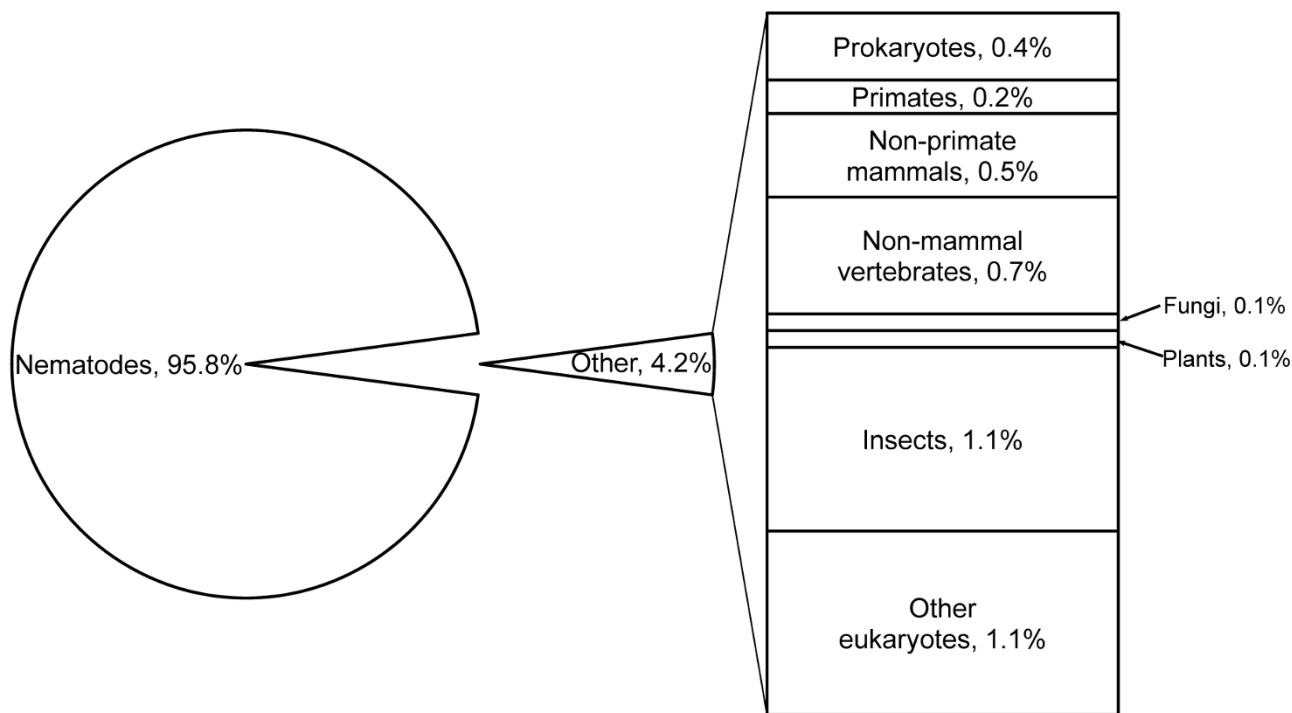 Nematodes, 95.8%
Other, 4.2%
Prokaryotes, 0.4%
Primates, 0.2%
Non-primate
mammals, 0.5%
Non-mammal
vertebrates, 0.7%
Fungi, 0.1%
Plants, 0.1%
Insects, 1.1%
Other
eukaryotes, 1.1%